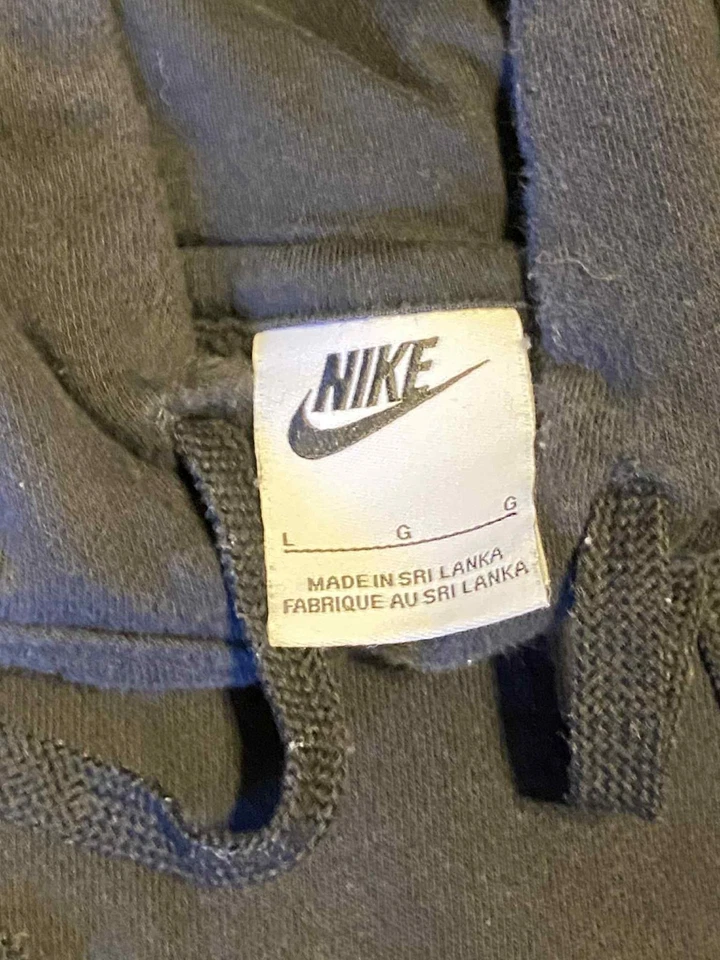 NIKE
L G G
MADE IN SRI LANKA
FABRIQUE AU SRI LANKA